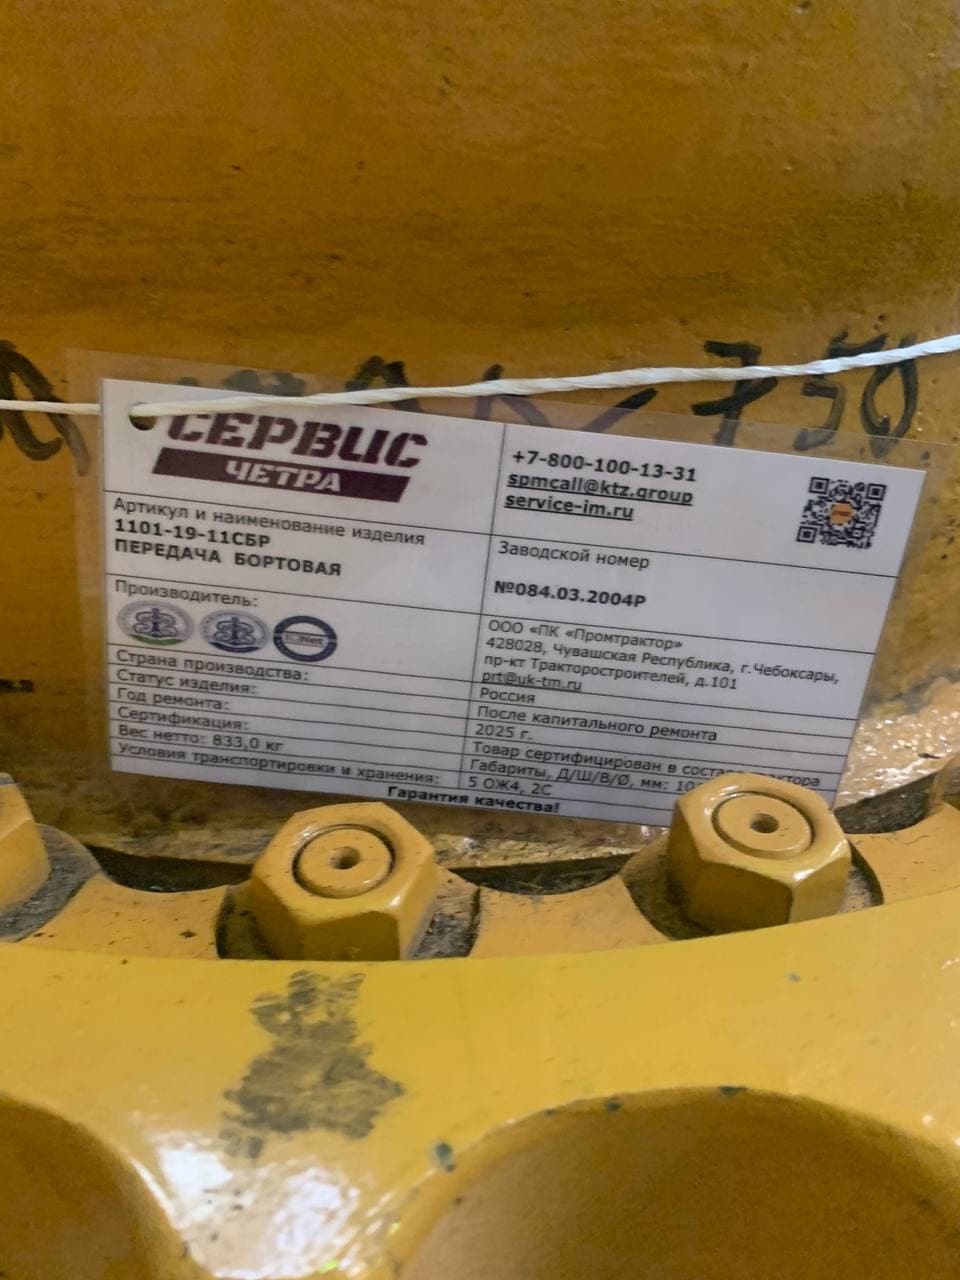 750
СЕРВИС
ЧЕТРА
+7-800-100-13-31
spmcall@ktz.group
service-im.ru
Артикул и наименование изделия
1101-19-11СБР
ПЕРЕДАЧА БОРТОВАЯ
Заводской номер
№084.03.2004Р
Производитель:
ООО «ПК «Промтрактор»
428028, Чувашская Республика, г.Чебоксары,
пр-кт Тракторостроителей, д.101
prt@uk-tm.ru
Страна производства:
Россия
Статус изделия:
После капитального ремонта
Год ремонта:
2025 г.
Сертификация:
Товар сертифицирован в
Вес нетто: 833,0 кг
Габариты, Д/Ш/В/Ø, мм:
Условия транспортировки и хранения:
5 ОЖ4, 2С
Гарантия качества!